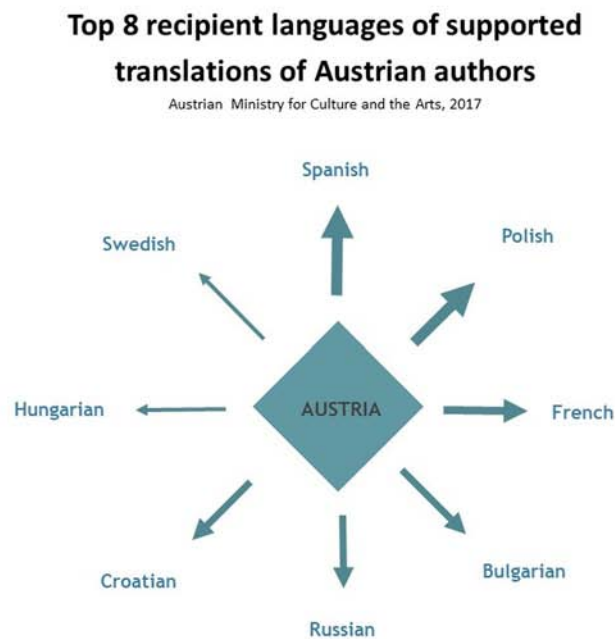 Top 8 recipient languages of supported
translations of Austrian authors
Austrian Ministry for Culture and the Arts, 2017
Spanish
Polish
Swedish
Hungarian
AUSTRIA
French
Croatian
Bulgarian
Russian